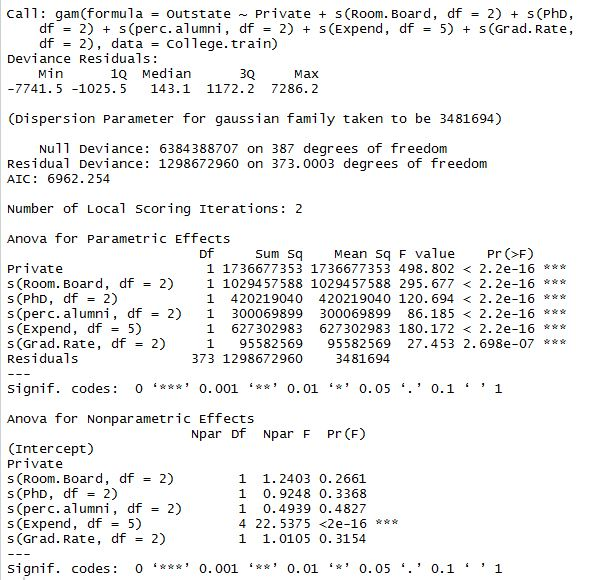 Call: gam(formula = Outstate ~ Private + s(Room.Board, df = 2) + s(PhD,
    df = 2) + s(perc.alumni, df = 2) + s(Expend, df = 5) + s(Grad.Rate,
    df = 2), data = College.train)
Deviance Residuals:
    Min      1Q  Median      3Q     Max
-7741.5 -1025.5   143.1  1172.2  7286.2
(Dispersion Parameter for gaussian family taken to be 3481694)
    Null Deviance: 6384388707 on 387 degrees of freedom
Residual Deviance: 1298672960 on 373.0003 degrees of freedom
AIC: 6962.254
Number of Local Scoring Iterations: 2
Anova for Parametric Effects
                        Df     Sum Sq    Mean Sq F value    Pr(>F)
Private                  1 1736677353 1736677353 498.802 < 2.2e-16 ***
s(Room.Board, df = 2)    1 1029457588 1029457588 295.677 < 2.2e-16 ***
s(PhD, df = 2)           1  420219040  420219040 120.694 < 2.2e-16 ***
s(perc.alumni, df = 2)   1  300069899  300069899  86.185 < 2.2e-16 ***
s(Expend, df = 5)        1  627302983  627302983 180.172 < 2.2e-16 ***
s(Grad.Rate, df = 2)     1   95582569   95582569  27.453 2.698e-07 ***
Residuals              373 1298672960    3481694
---
Signif. codes:  0 ‘***’ 0.001 ‘**’ 0.01 ‘*’ 0.05 ‘.’ 0.1 ‘ ’ 1
Anova for Nonparametric Effects
                       Npar Df  Npar F  Pr(F)
(Intercept)
Private
s(Room.Board, df = 2)        1  1.2403 0.2661
s(PhD, df = 2)               1  0.9248 0.3368
s(perc.alumni, df = 2)       1  0.4939 0.4827
s(Expend, df = 5)            4 22.5375 <2e-16 ***
s(Grad.Rate, df = 2)         1  1.0105 0.3154
---
Signif. codes:  0 ‘***’ 0.001 ‘**’ 0.01 ‘*’ 0.05 ‘.’ 0.1 ‘ ’ 1